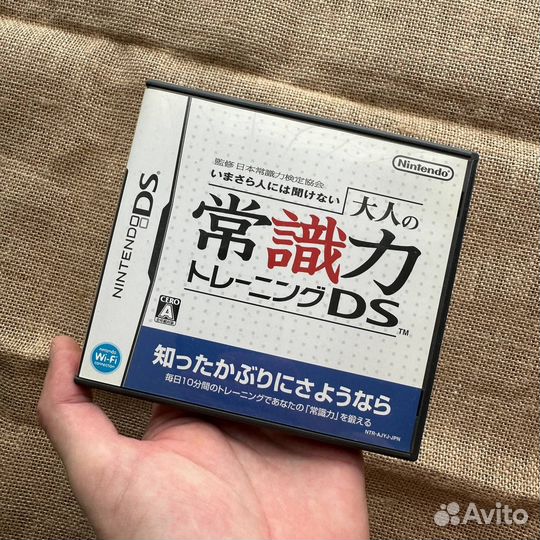 NINTENDO DS
Nintendo
監修 日本常識力検定協会
いまさら人には聞けない
大人の
常識力
トレーニングDS
TM
CERO
A
nintendo
Wi-Fi
connection
知ったかぶりにさようなら
毎日10分間のトレーニングであなたの「常識力」を鍛える
NTR-AJYJ-JPN
Avito